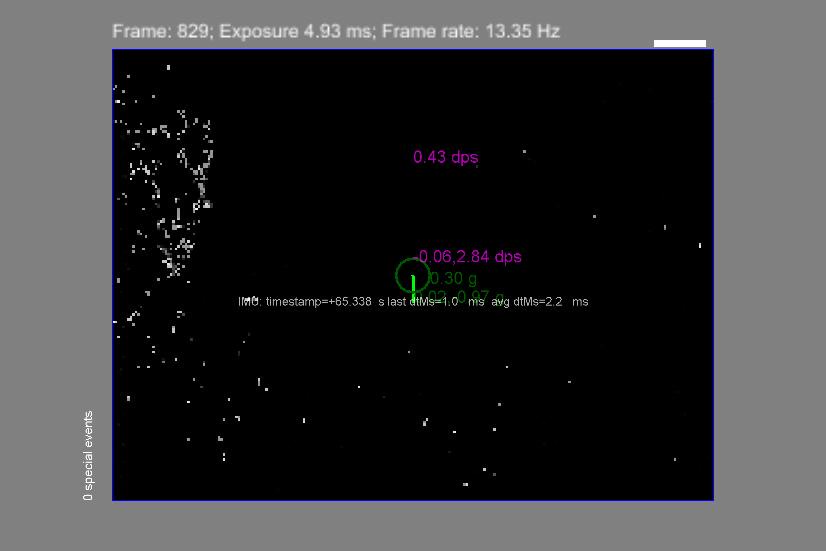 Frame: 829; Exposure 4.93 ms; Frame rate: 13.35 Hz
0.43 dps
-0.06,2.84 dps
0.30 g
0.97 g
IMU: timestamp=+65.338 s last dtMs=1.0 ms avg dtMs=2.2 ms
0 special events